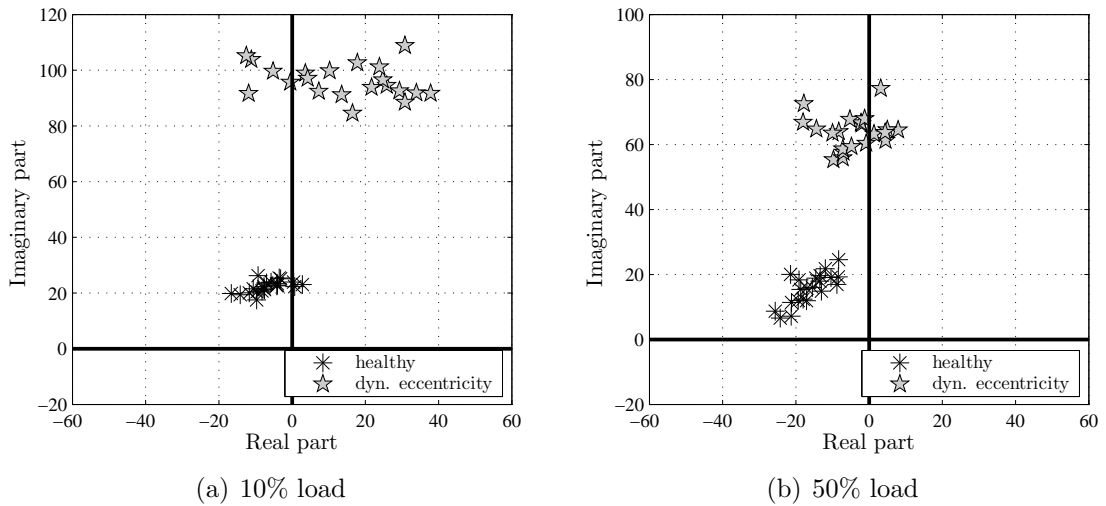 120
100
80
60
40
20
0
−20
−60 −40 −20 0 20 40 60
Imaginary part
Real part
healthy
dyn. eccentricity
(a) 10% load
100
80
60
40
20
0
−20
−60 −40 −20 0 20 40 60
Imaginary part
Real part
healthy
dyn. eccentricity
(b) 50% load